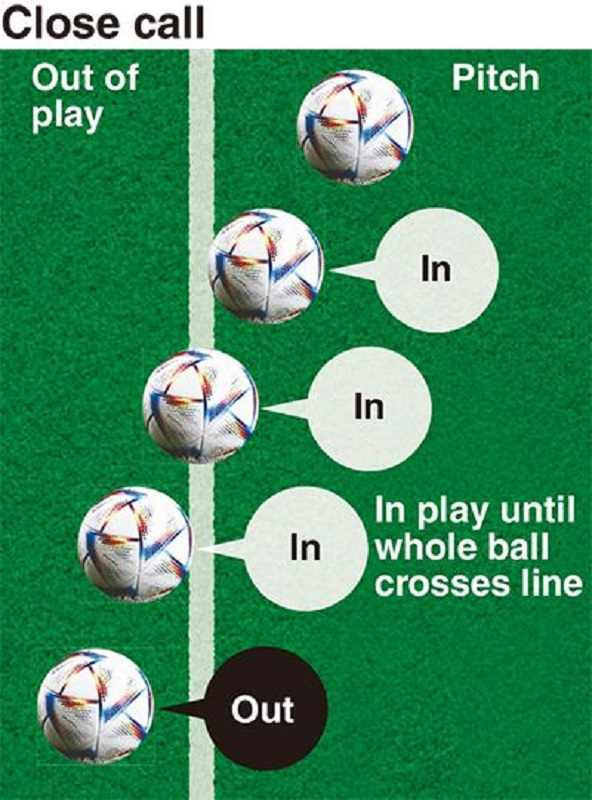 Close call
Out of
play
Pitch
In
In
In
In play until
whole ball
crosses line
Out